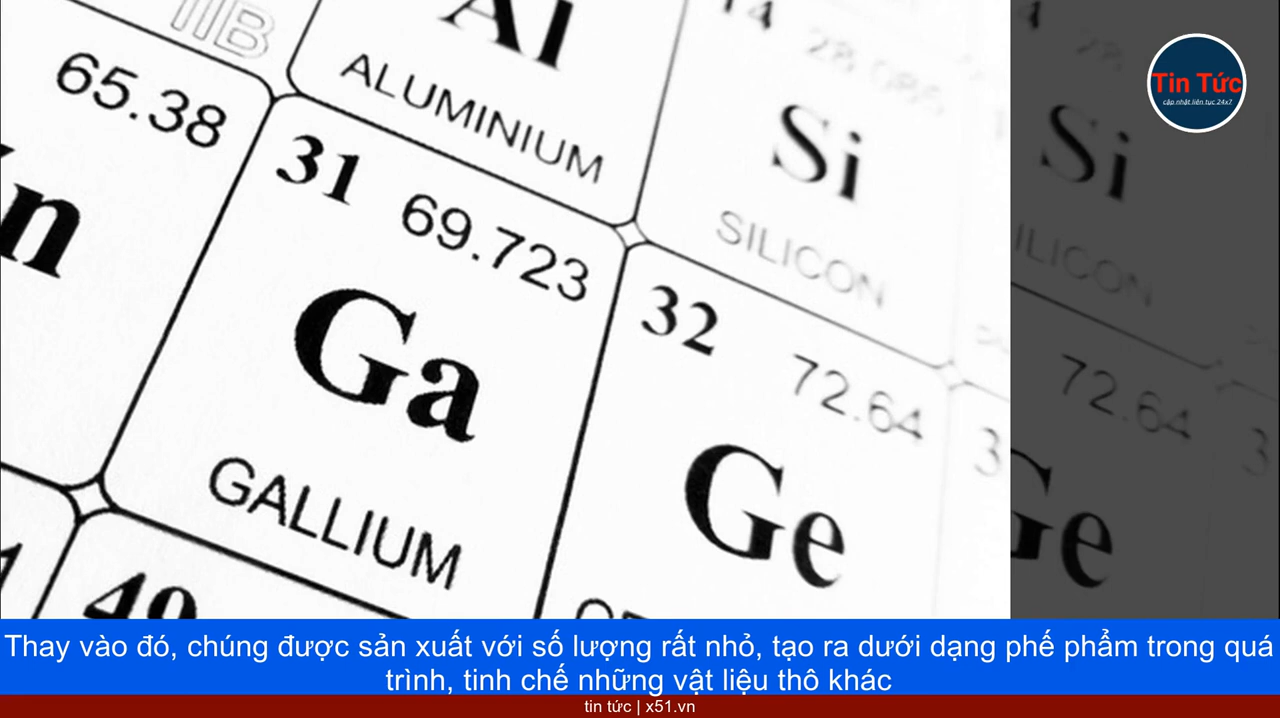 IIB
Al
ALUMINIUM
14 28.085
Si
SILICON
65.38
31 69.723
Ga
GALLIUM
32 72.64
Ge
49
Si
72.64
Ge
Tin Tức
cập nhật liên tục 24x7
Thay vào đó, chúng được sản xuất với số lượng rất nhỏ, tạo ra dưới dạng phế phẩm trong quá
trình, tinh chế những vật liệu thô khác
tin tức | x51.vn